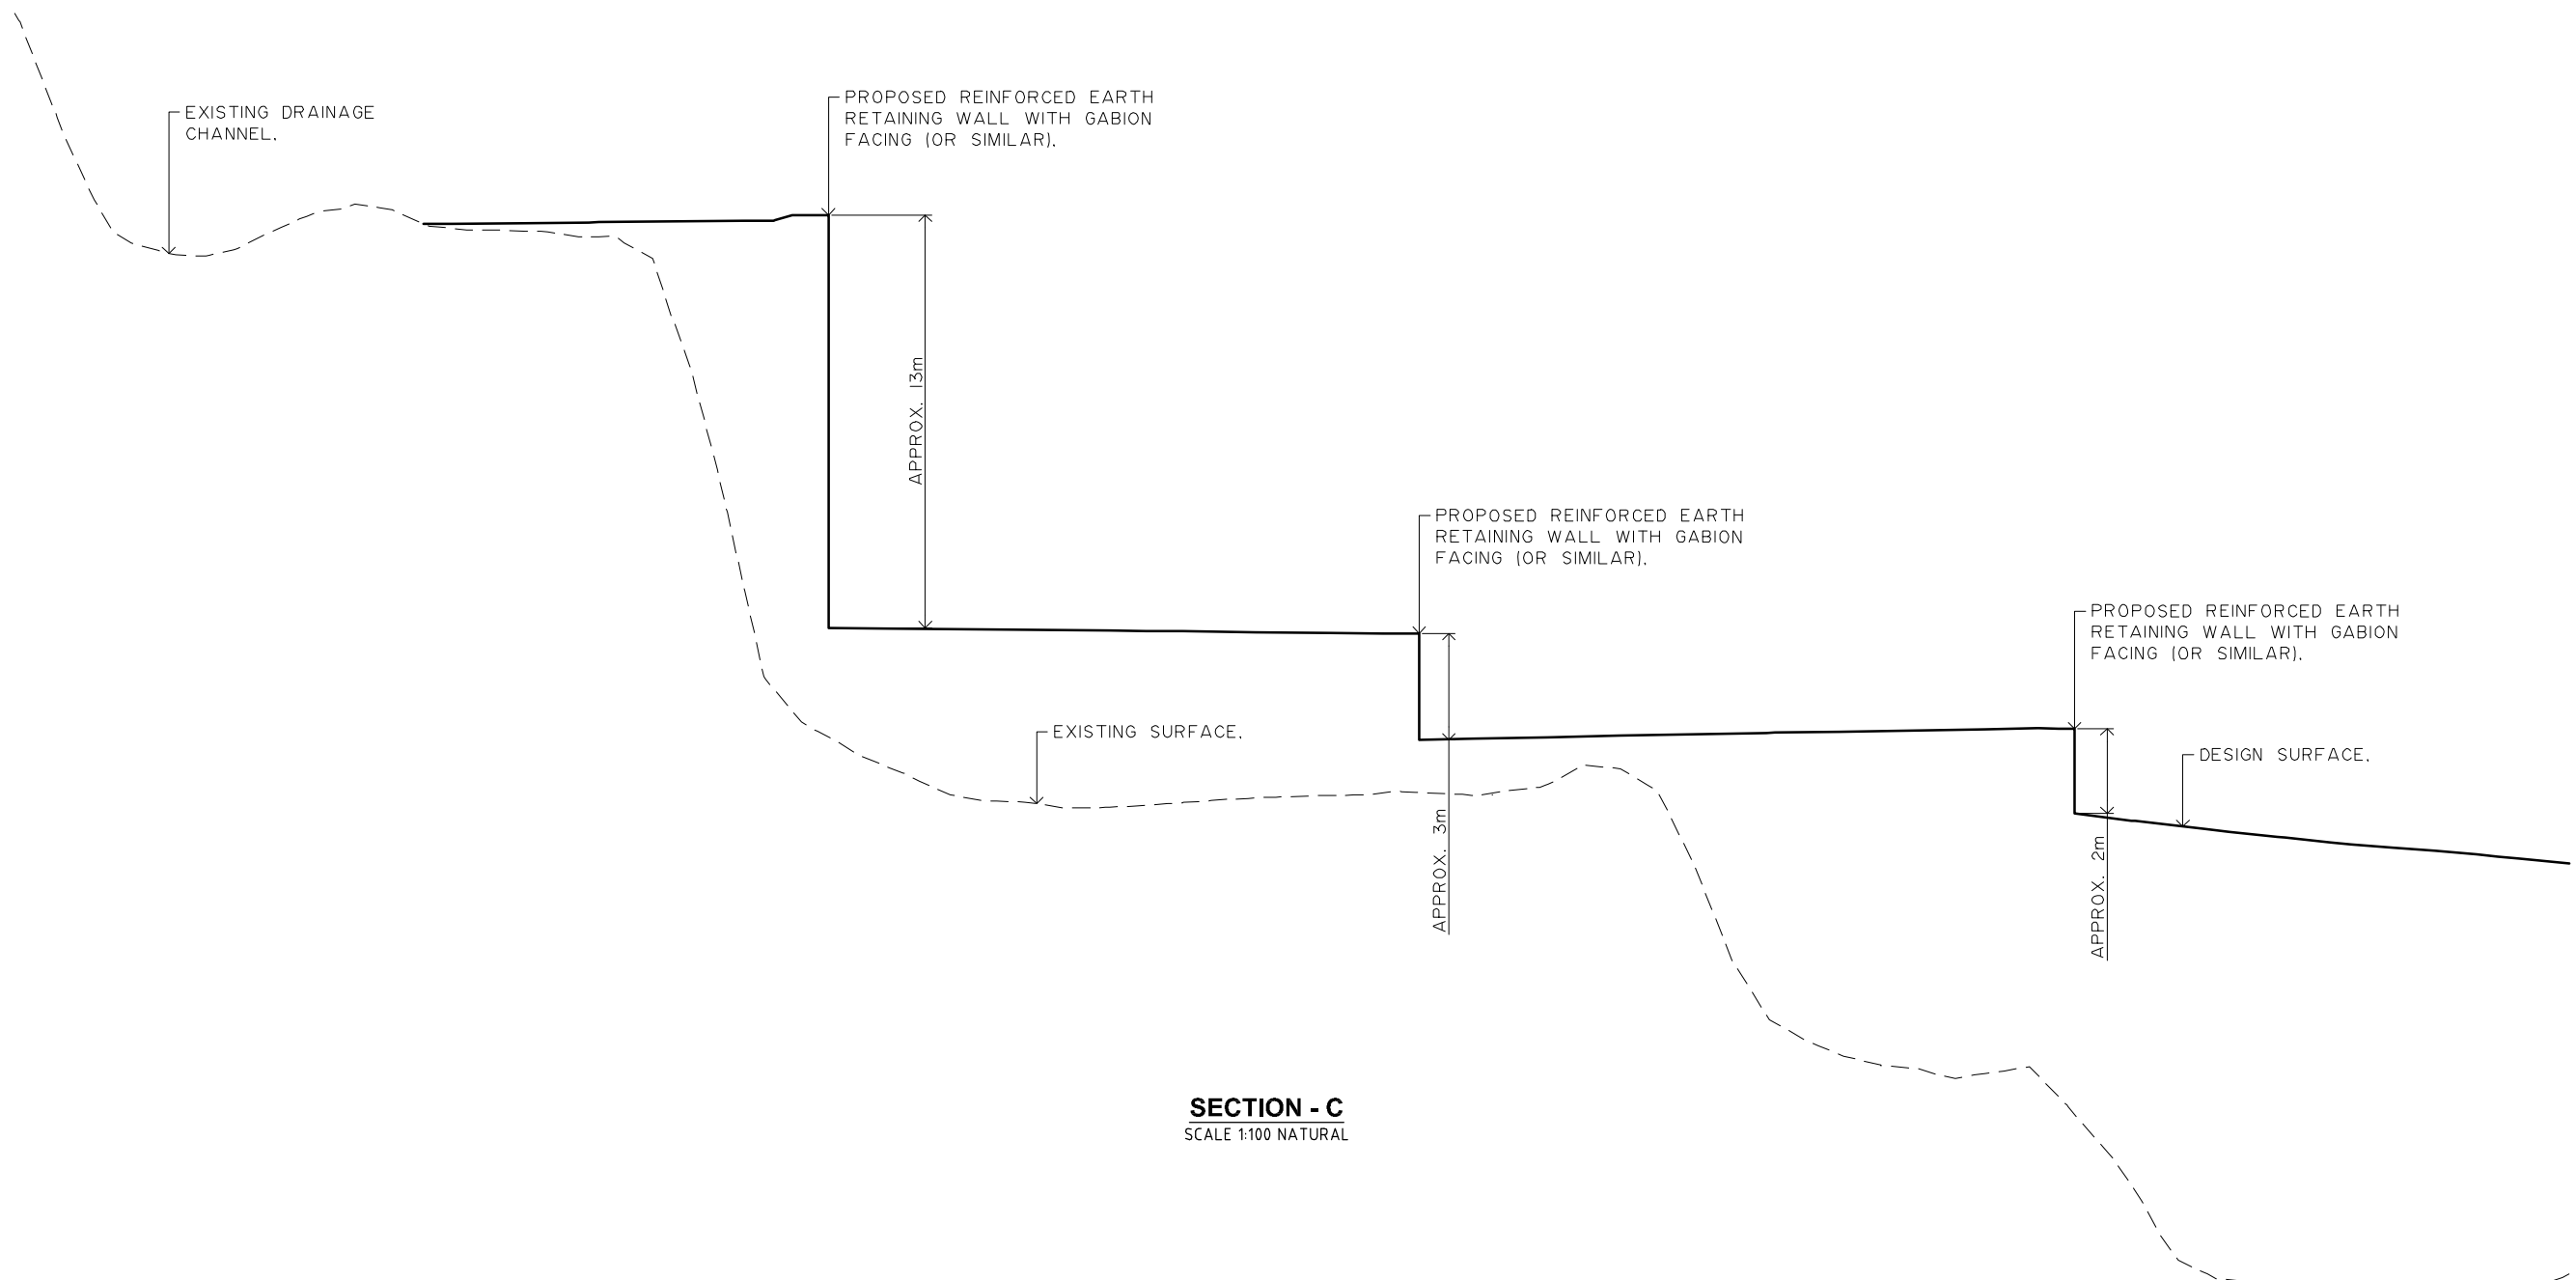 EXISTING DRAINAGE
CHANNEL.
PROPOSED REINFORCED EARTH
RETAINING WALL WITH GABION
FACING (OR SIMILAR).
APPROX. 13m
PROPOSED REINFORCED EARTH
RETAINING WALL WITH GABION
FACING (OR SIMILAR).
PROPOSED REINFORCED EARTH
RETAINING WALL WITH GABION
FACING (OR SIMILAR).
EXISTING SURFACE.
DESIGN SURFACE.
APPROX. 3m
APPROX. 2m
SECTION - C
SCALE 1:100 NATURAL